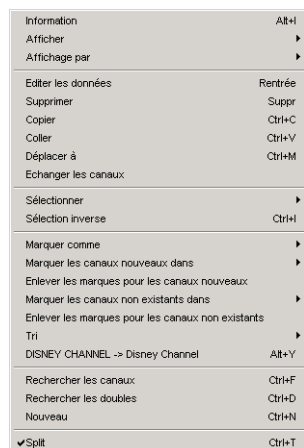 Information Alt+I
Afficher
Affichage par
Editer les données Rentrée
Supprimer Suppr
Copier Ctrl+C
Coller Ctrl+V
Déplacer à Ctrl+M
Echanger les canaux
Sélectionner
Sélection inverse Ctrl+I
Marquer comme
Marquer les canaux nouveaux dans
Enlever les marques pour les canaux nouveaux
Marquer les canaux non existants dans
Enlever les marques pour les canaux non existants
Tri
DISNEY CHANNEL -> Disney Channel Alt+Y
Rechercher les canaux Ctrl+F
Rechercher les doubles Ctrl+D
Nouveau Ctrl+N
Split Ctrl+T